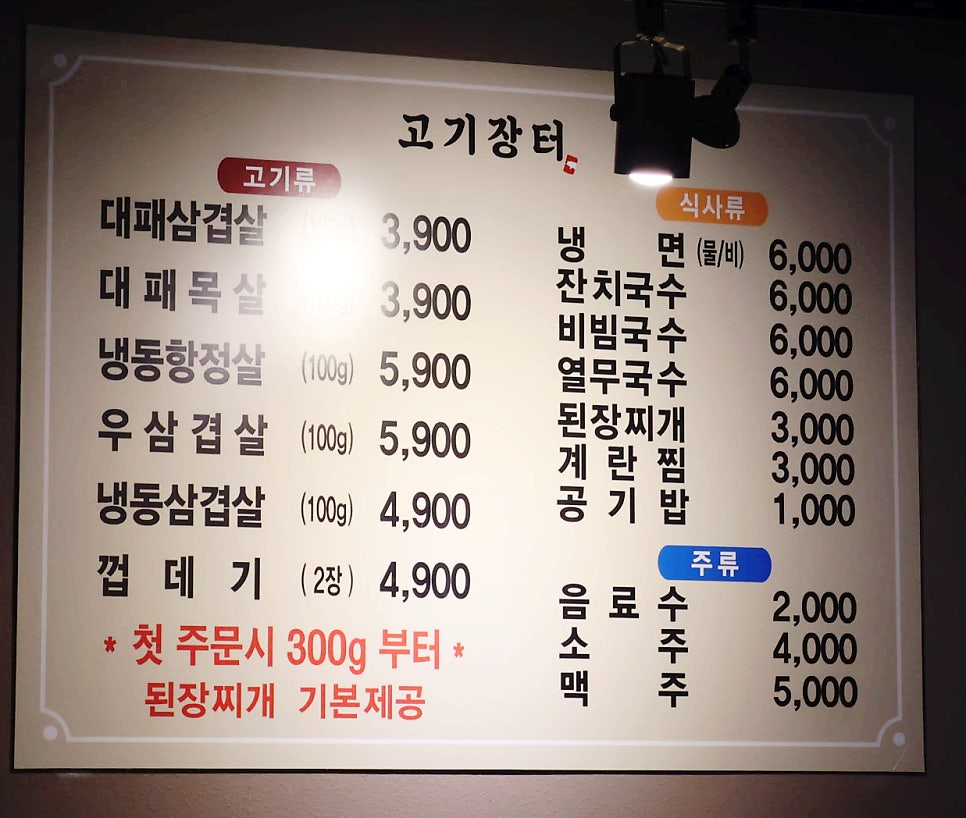 고기장터
고기류
대패삼겹살 (100g) 3,900
대패목살 (100g) 3,900
냉동항정살 (100g) 5,900
우삼겹살 (100g) 5,900
냉동삼겹살 (100g) 4,900
껍데기 (2장) 4,900
* 첫 주문시 300g 부터 *
된장찌개 기본제공
식사류
냉면 (물/비) 6,000
잔치국수 6,000
비빔국수 6,000
열무국수 6,000
된장찌개 3,000
계란찜 3,000
공기밥 1,000
주류
음료수 2,000
소주 4,000
맥주 5,000